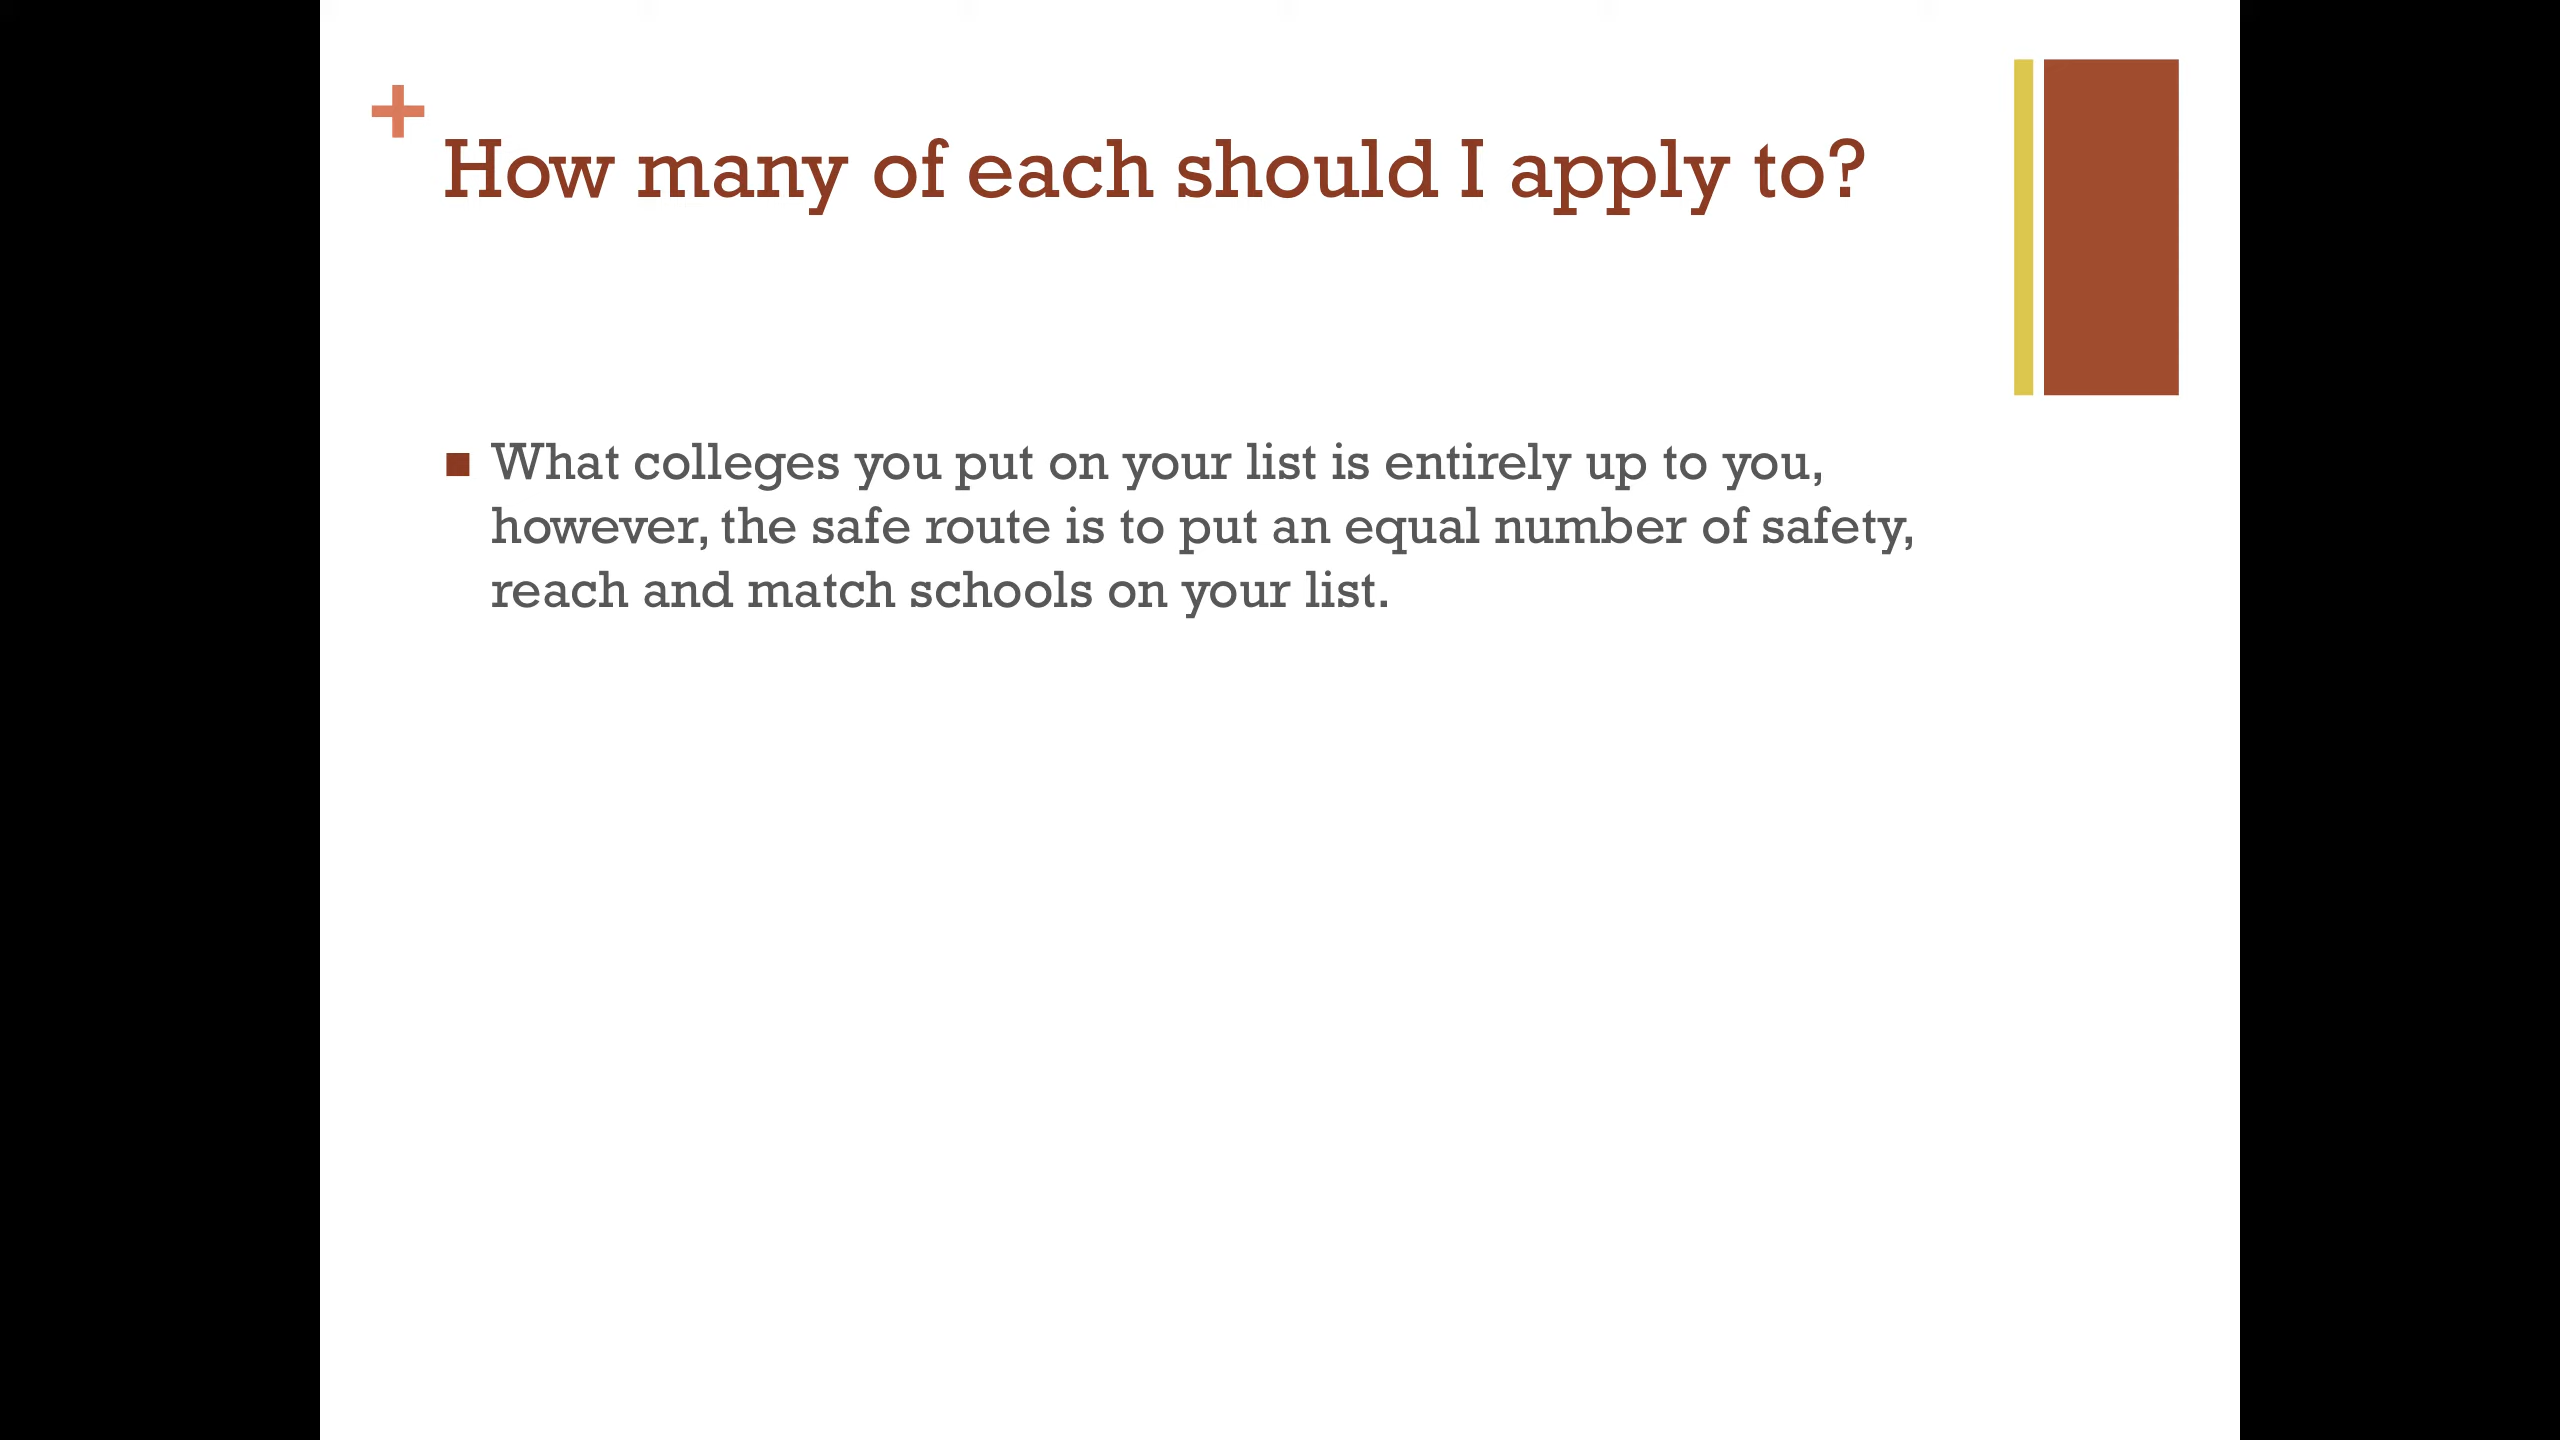 How many of each should I apply to?
What colleges you put on your list is entirely up to you,
however, the safe route is to put an equal number of safety,
reach and match schools on your list.